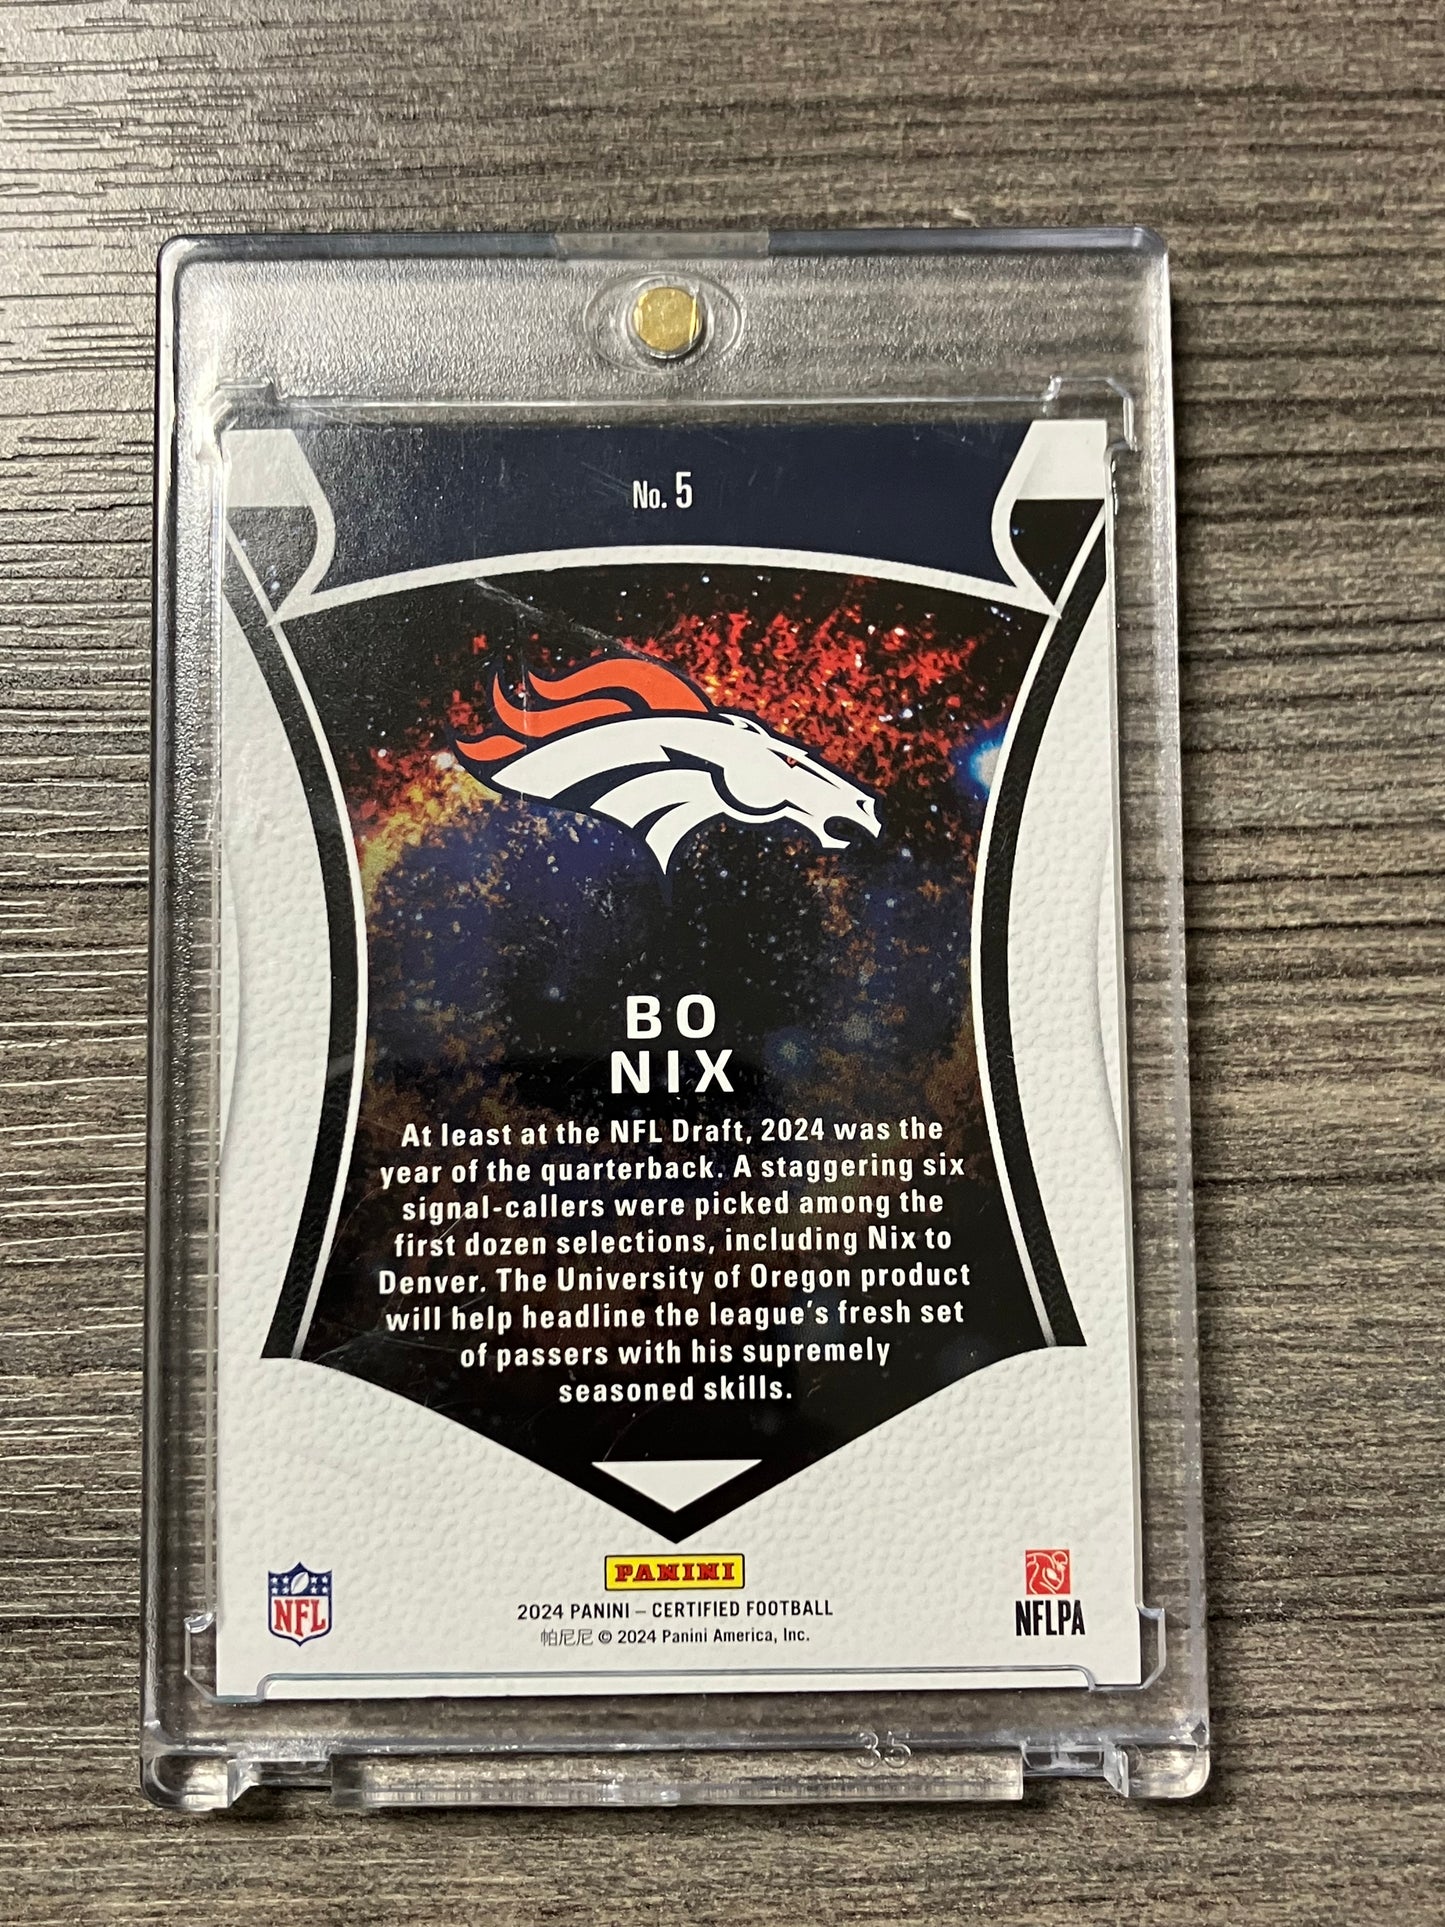 No. 5
BO
NIX
At least at the NFL Draft, 2024 was the
year of the quarterback. A staggering six
signal-callers were picked among the
first dozen selections, including Nix to
Denver. The University of Oregon product
will help headline the league's fresh set
of passers with his supremely
seasoned skills.
PANINI
NFL
2024 PANINI – CERTIFIED FOOTBALL
NFLPA
帕尼尼 © 2024 Panini America, Inc.
35